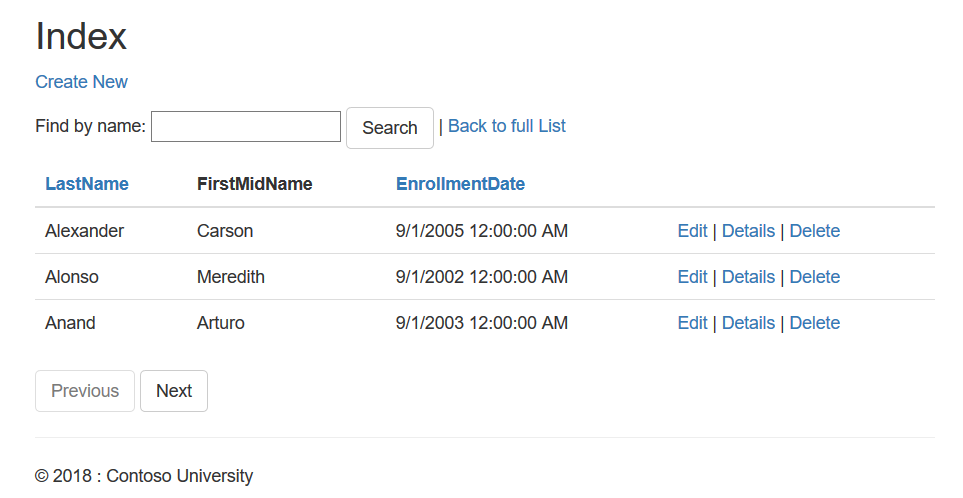 Index
Create New
Find by name: Search | Back to full List
LastName FirstMidName EnrollmentDate
Alexander Carson 9/1/2005 12:00:00 AM Edit | Details | Delete
Alonso Meredith 9/1/2002 12:00:00 AM Edit | Details | Delete
Anand Arturo 9/1/2003 12:00:00 AM Edit | Details | Delete
Previous Next
© 2018 : Contoso University